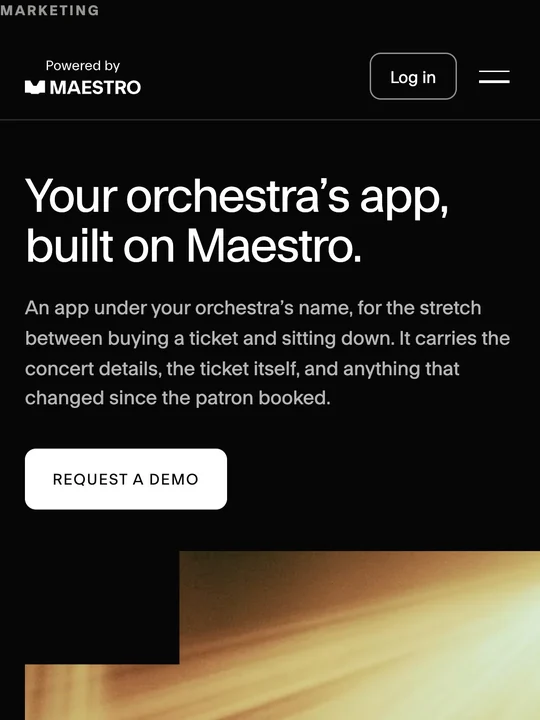 MARKETING
Powered by
MAESTRO
Log in
Your orchestra’s app,
built on Maestro.
An app under your orchestra’s name, for the stretch
between buying a ticket and sitting down. It carries the
concert details, the ticket itself, and anything that
changed since the patron booked.
REQUEST A DEMO